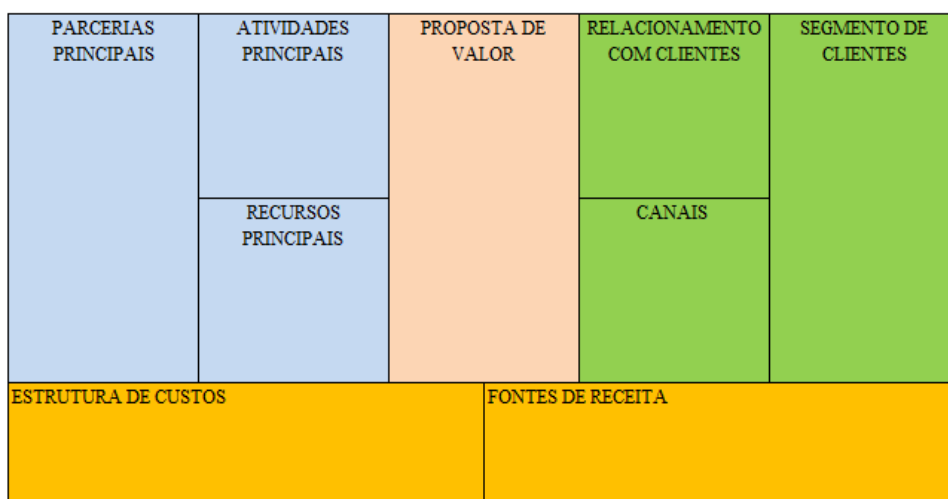 PARCERIAS
PRINCIPAIS
ATIVIDADES
PRINCIPAIS
PROPOSTA DE
VALOR
RELACIONAMENTO
COM CLIENTES
SEGMENTO DE
CLIENTES
RECURSOS
PRINCIPAIS
CANAIS
ESTRUTURA DE CUSTOS
FONTES DE RECEITA